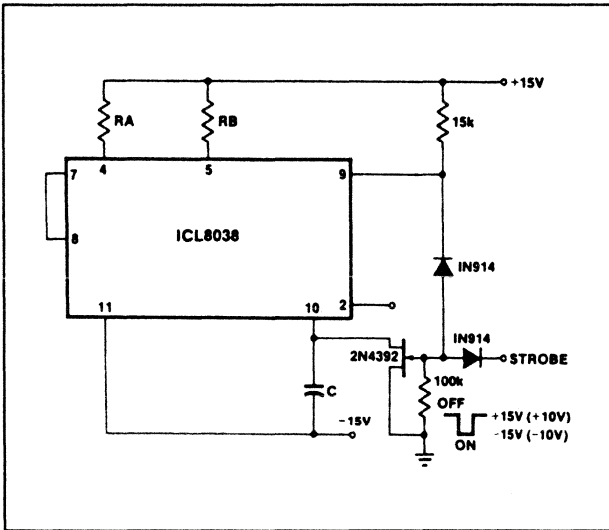 +15V
RA
RB
15k
7
4
5
9
ICL8038
8
IN914
11
10
2
IN914
2N4392
STROBE
100k
C
OFF
+15V (+10V)
-15V
-15V (-10V)
ON